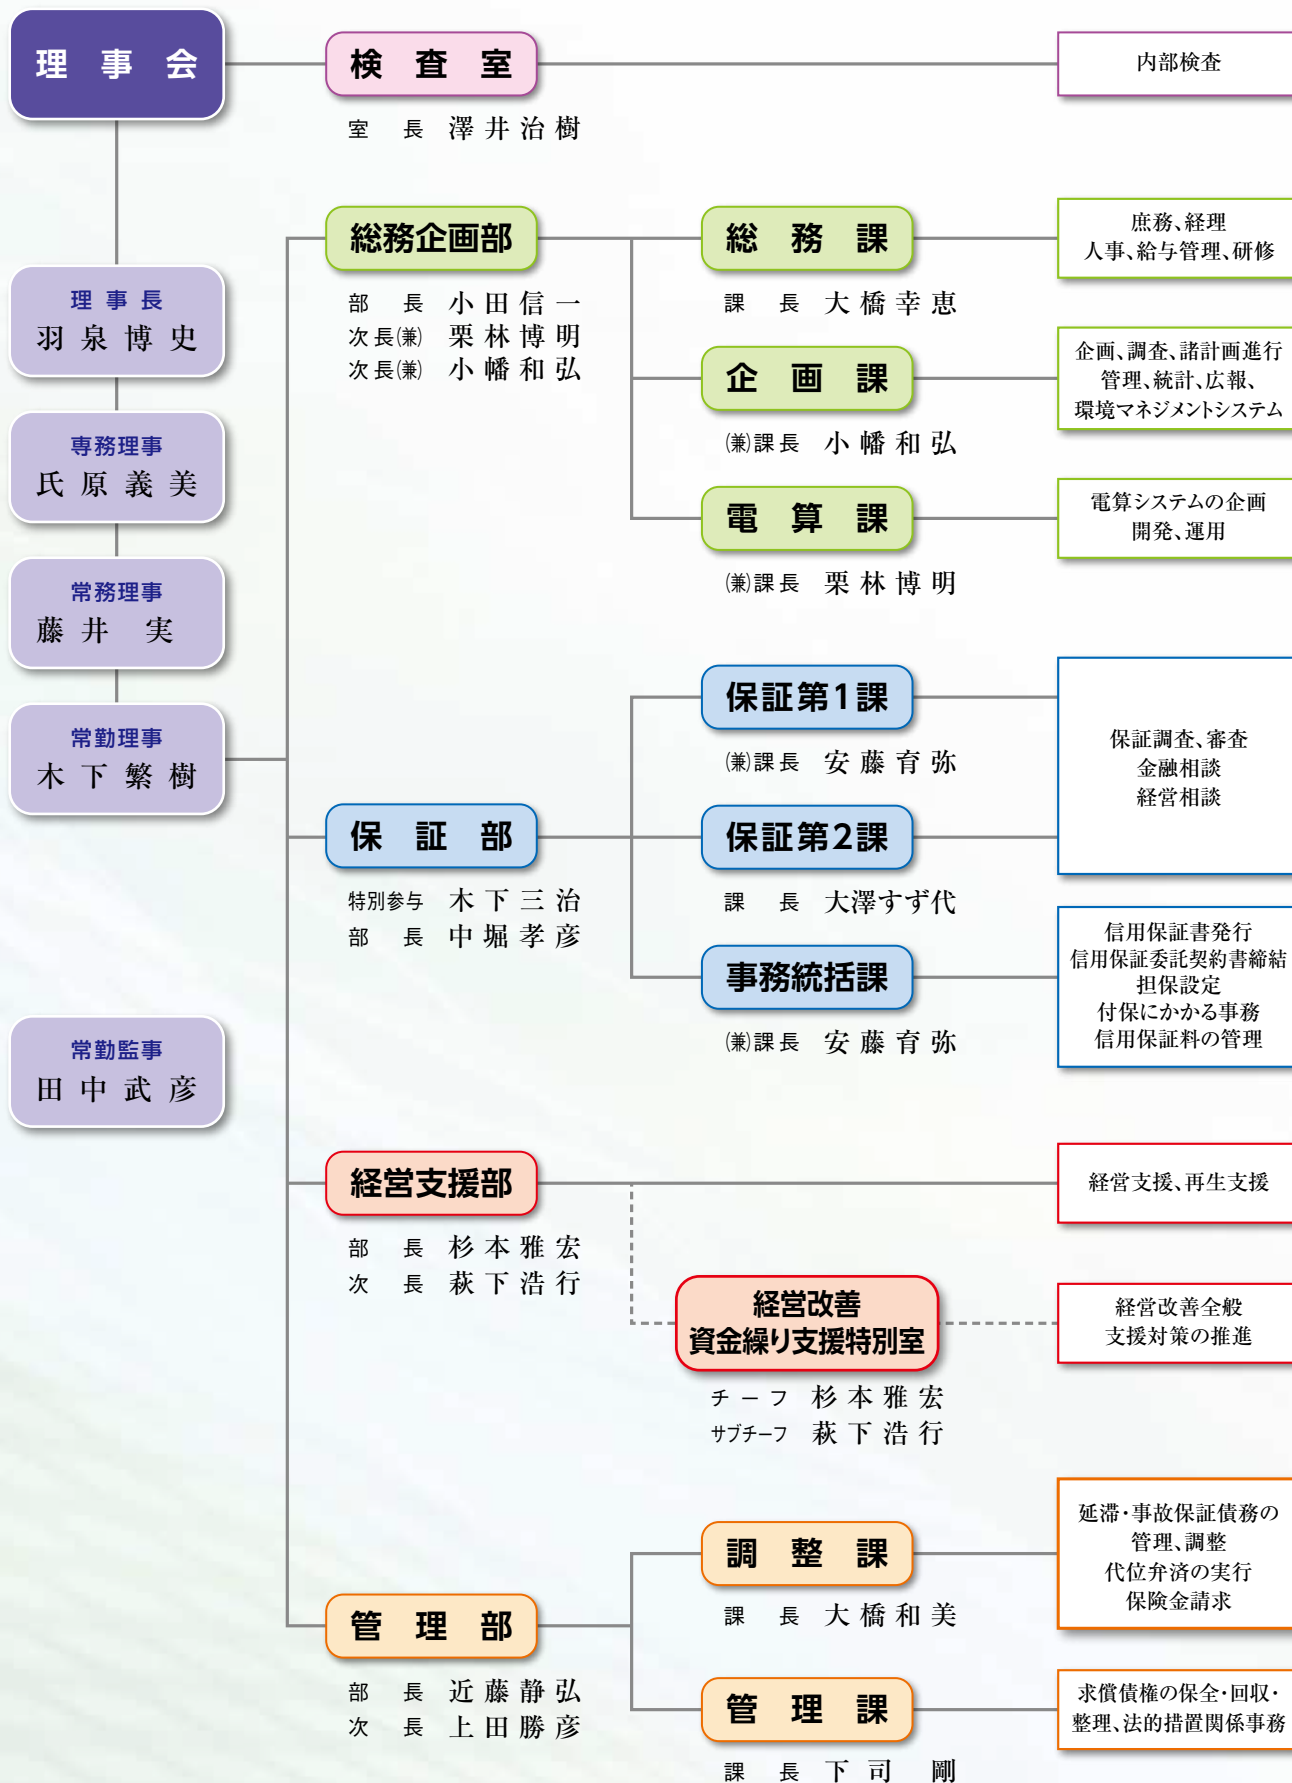 理事会
検査室
室長 澤井治樹
内部検査
理事長
羽泉博史
専務理事
氏原義美
常務理事
藤井 実
常勤理事
木下繁樹
常勤監事
田中武彦
総務企画部
部長 小田信一
次長(兼) 栗林博明
次長(兼) 小幡和弘
総務課
課長 大橋幸恵
庶務、経理
人事、給与管理、研修
企画課
(兼)課長 小幡和弘
企画、調査、諸計画進行
管理、統計、広報、
環境マネジメントシステム
電算課
(兼)課長 栗林博明
電算システムの企画
開発、運用
保証部
特別参与 木下三治
部長 中堀孝彦
保証第1課
(兼)課長 安藤育弥
保証第2課
課長 大澤すず代
保証調査、審査
金融相談
経営相談
事務統括課
(兼)課長 安藤育弥
信用保証書発行
信用保証委託契約書締結
担保設定
付保にかかる事務
信用保証料の管理
経営支援部
部長 杉本雅宏
次長 萩下浩行
経営支援、再生支援
経営改善
資金繰り支援特別室
チーフ 杉本雅宏
サブチーフ 萩下浩行
経営改善全般
支援対策の推進
管理部
部長 近藤静弘
次長 上田勝彦
調整課
課長 大橋和美
延滞・事故保証債務の
管理、調整
代位弁済の実行
保険金請求
管理課
課長 下司 剛
求償債権の保全・回収・
整理、法的措置関係事務